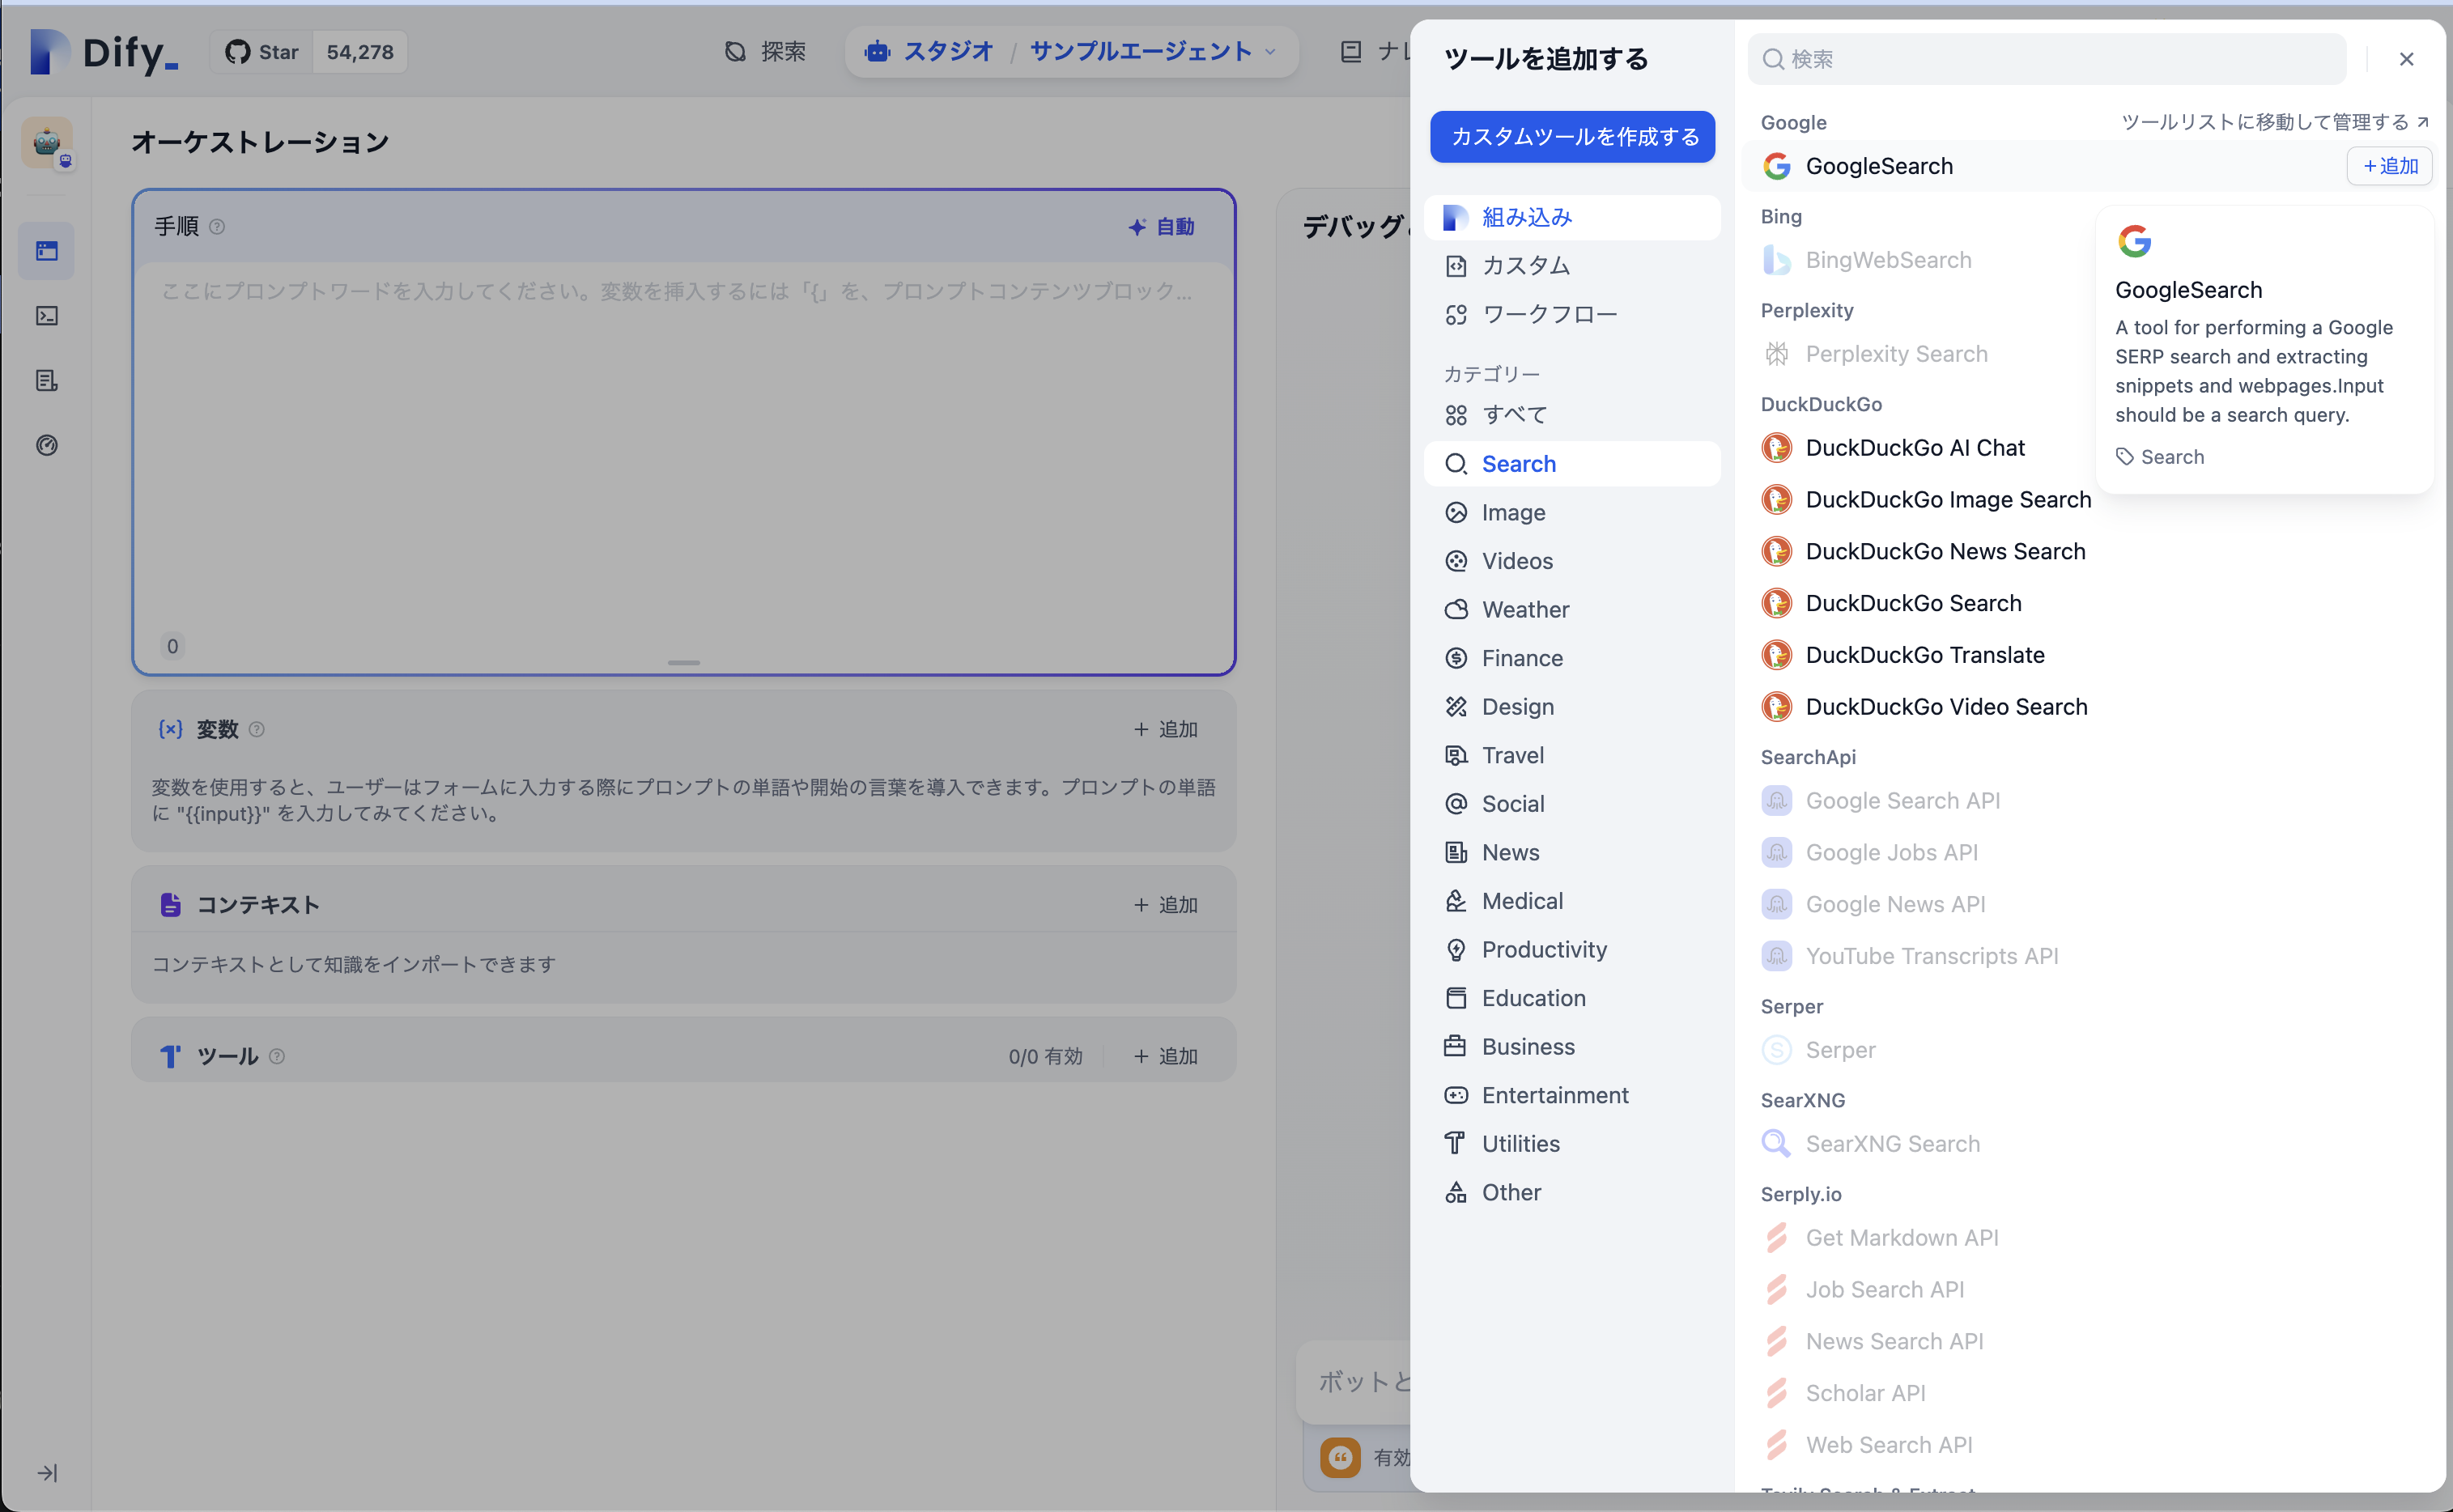 Dify_
Star 54,278
探索
スタジオ / サンプルエージェント
オーケストレーション
手順
自動
ここにプロンプトワードを入力してください。変数を挿入するには「{」を、プロンプトコンテンツブロック...
0
{x} 変数
+ 追加
変数を使用すると、ユーザーはフォームに入力する際にプロンプトの単語や開始の言葉を導入できます。プロンプトの単語
に "{{input}}" を入力してみてください。
コンテキスト
+ 追加
コンテキストとして知識をインポートできます
ツール
0/0 有効
+ 追加
デバッグ
ボットと
有効
ツールを追加する
カスタムツールを作成する
組み込み
カスタム
ワークフロー
カテゴリー
すべて
Search
Image
Videos
Weather
Finance
Design
Travel
Social
News
Medical
Productivity
Education
Business
Entertainment
Utilities
Other
検索
Google
ツールリストに移動して管理する
GoogleSearch
+追加
Bing
BingWebSearch
Perplexity
Perplexity Search
DuckDuckGo
DuckDuckGo AI Chat
DuckDuckGo Image Search
DuckDuckGo News Search
DuckDuckGo Search
DuckDuckGo Translate
DuckDuckGo Video Search
SearchApi
Google Search API
Google Jobs API
Google News API
YouTube Transcripts API
Serper
Serper
SearXNG
SearXNG Search
Serply.io
Get Markdown API
Job Search API
News Search API
Scholar API
Web Search API
GoogleSearch
A tool for performing a Google
SERP search and extracting
snippets and webpages.Input
should be a search query.
Search